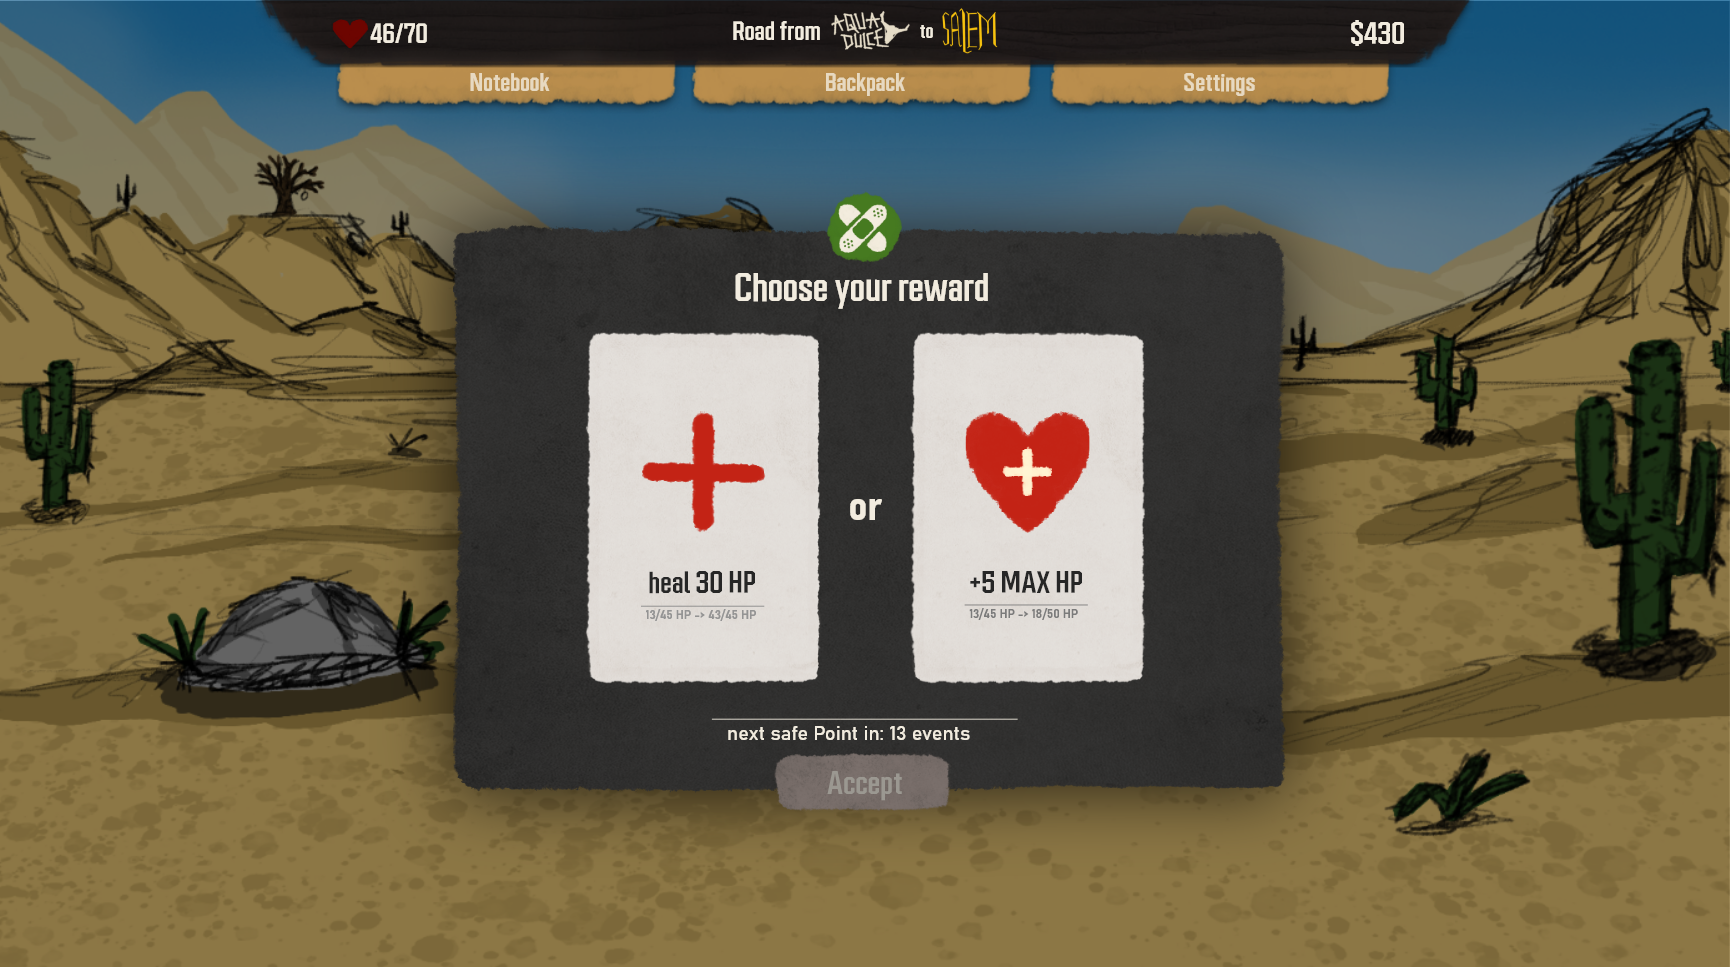 46/70
Road from AQUA DULCE to SALEM
$430
Notebook
Backpack
Settings
Choose your reward
heal 30 HP
13/45 HP -> 43/45 HP
or
+5 MAX HP
13/45 HP -> 18/50 HP
next safe Point in: 13 events
Accept